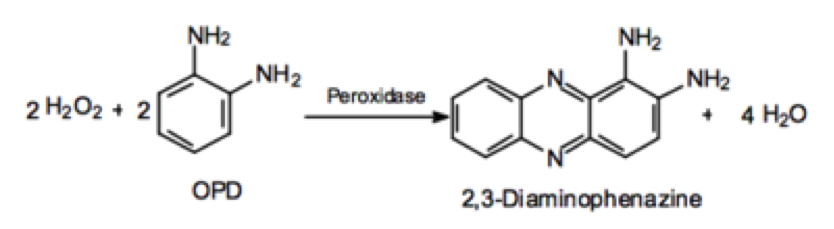 NH₂
NH₂
2 H₂O₂ + 2
Peroxidase
N
N
NH₂
NH₂
+ 4 H₂O
OPD
2,3-Diaminophenazine